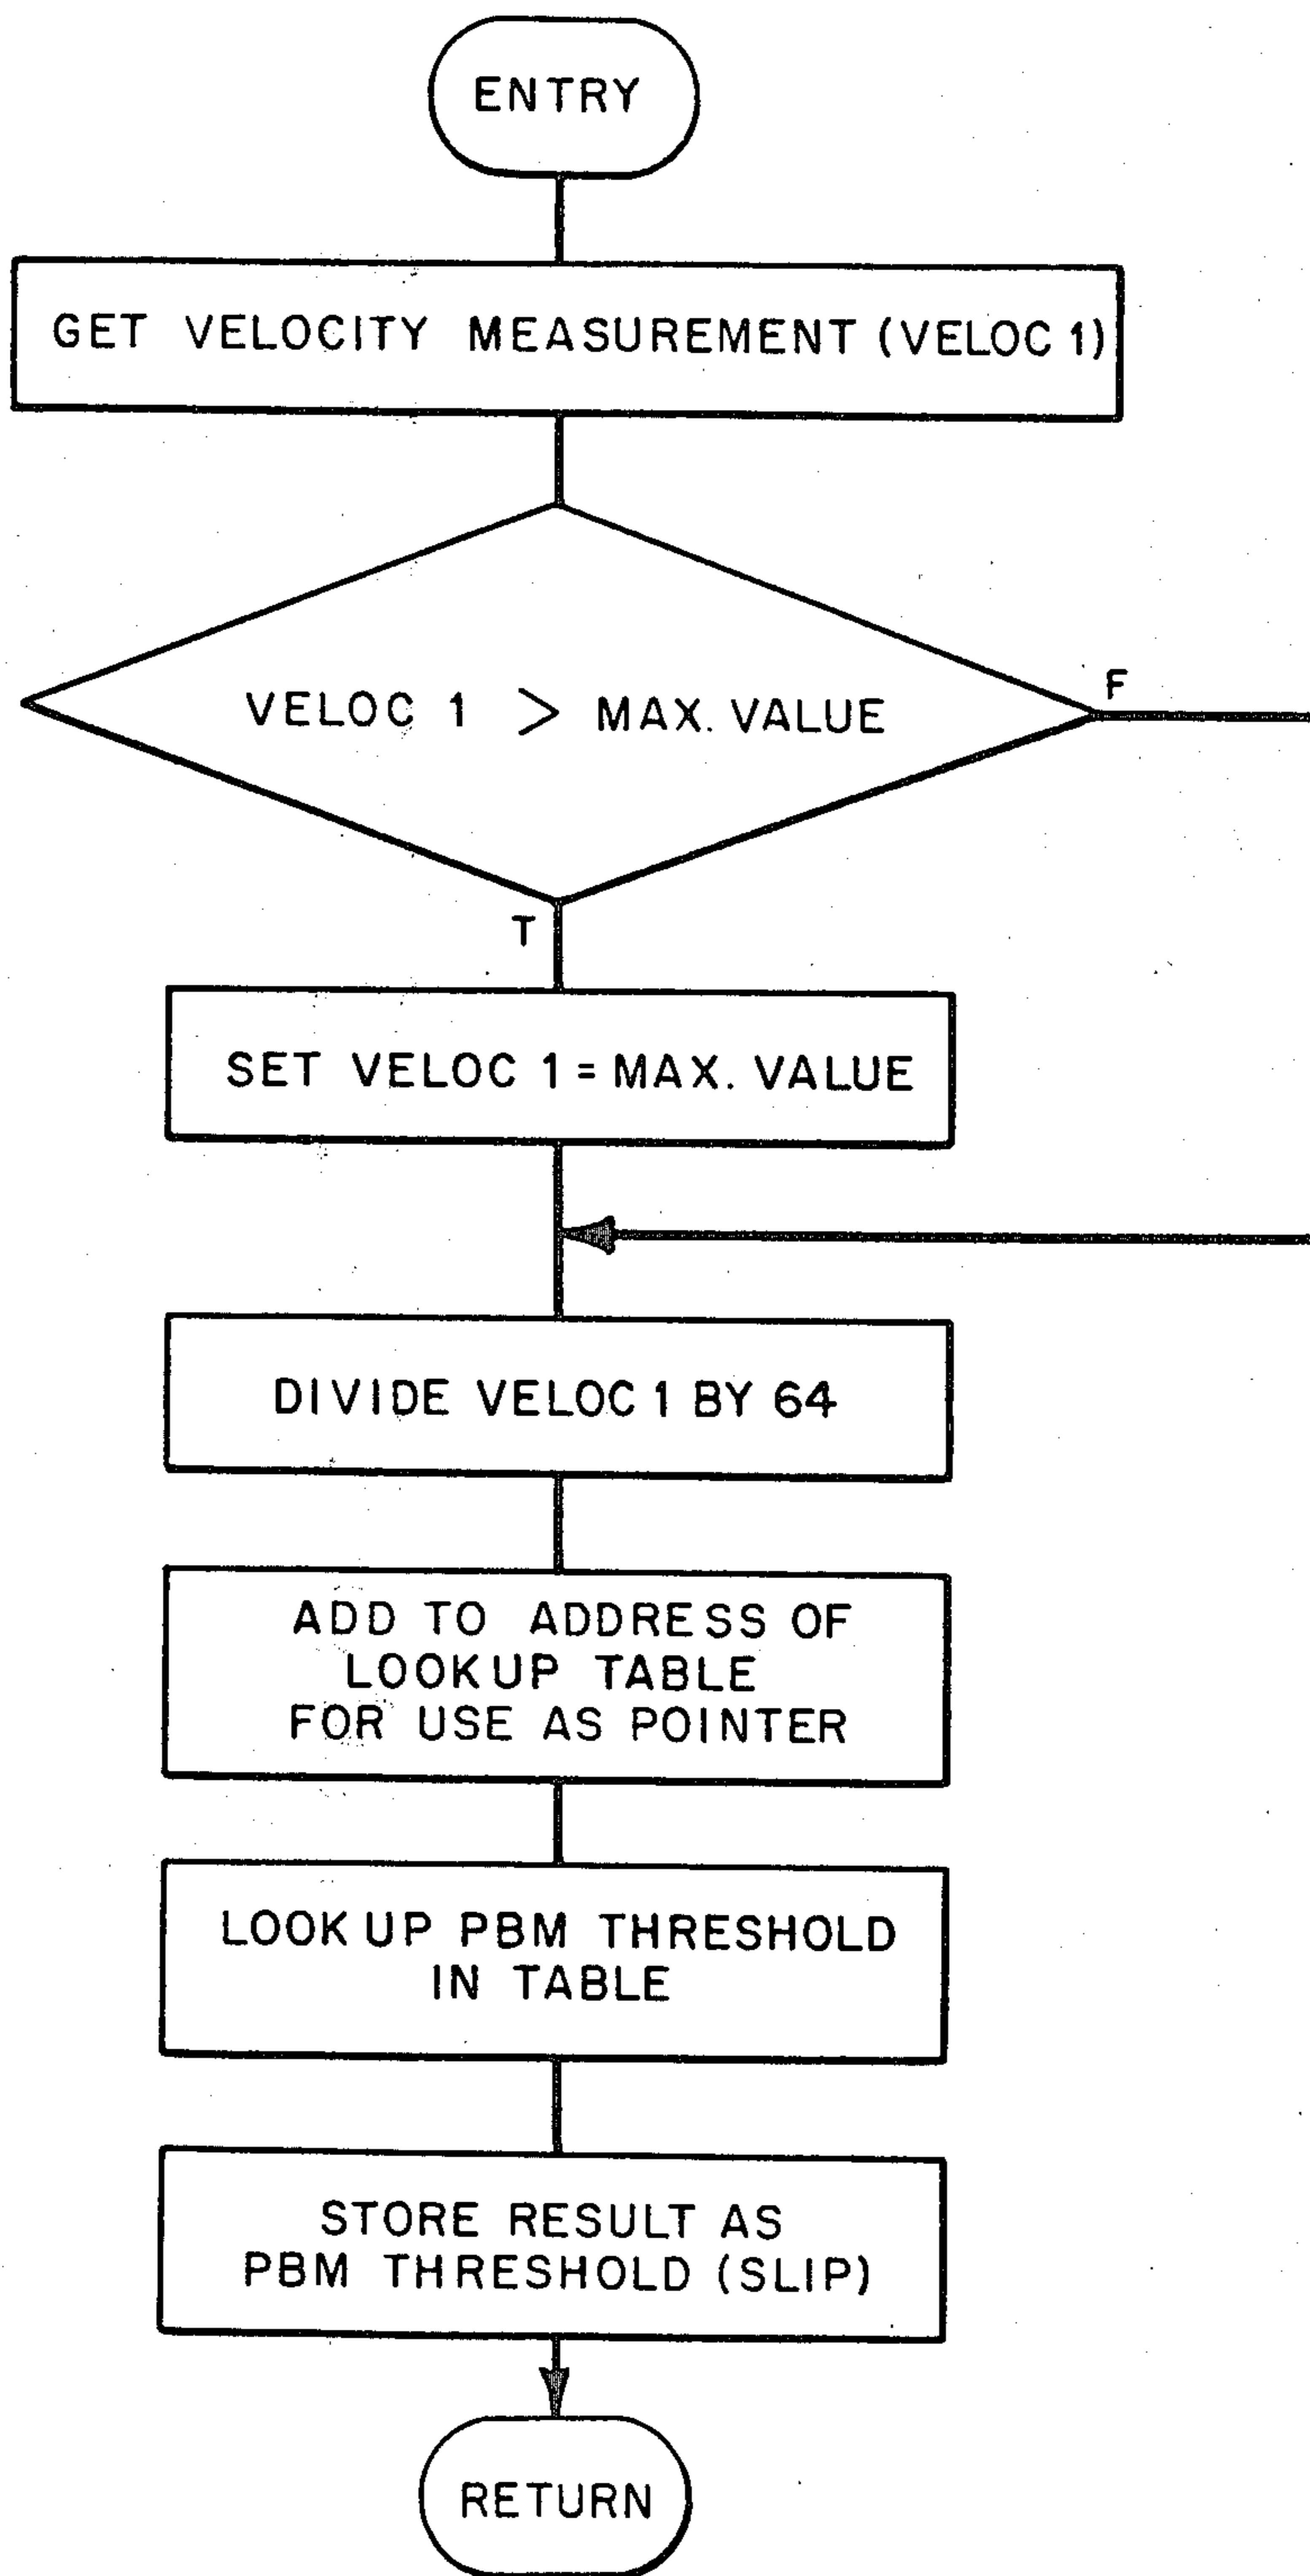 ENTRY
GET VELOCITY MEASUREMENT (VELOC 1)
VELOC 1 > MAX. VALUE
F
T
SET VELOC 1 = MAX. VALUE
DIVIDE VELOC 1 BY 64
ADD TO ADDRESS OF
LOOKUP TABLE
FOR USE AS POINTER
LOOK UP PBM THRESHOLD
IN TABLE
STORE RESULT AS
PBM THRESHOLD (SLIP)
RETURN